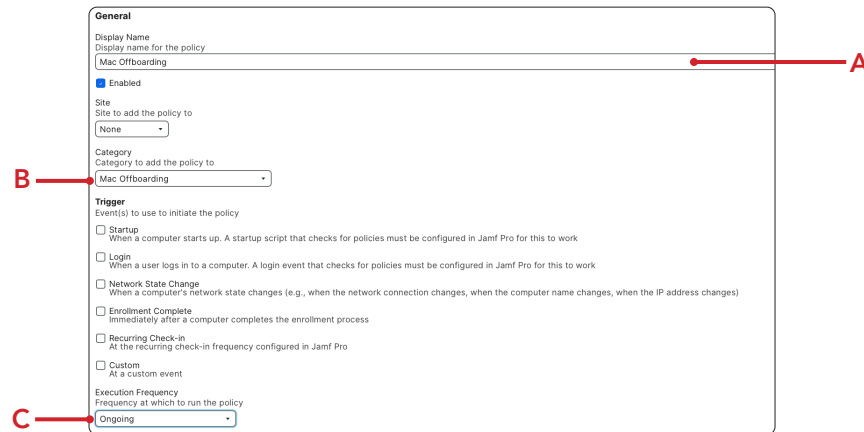 General
Display Name
Display name for the policy
Mac Offboarding
A
Enabled
Site
Site to add the policy to
None
Category
Category to add the policy to
B
Mac Offboarding
Trigger
Event(s) to use to initiate the policy
Startup
When a computer starts up. A startup script that checks for policies must be configured in Jamf Pro for this to work
Login
When a user logs in to a computer. A login event that checks for policies must be configured in Jamf Pro for this to work
Network State Change
When a computer's network state changes (e.g., when the network connection changes, when the computer name changes, when the IP address changes)
Enrollment Complete
Immediately after a computer completes the enrollment process
Recurring Check-in
At the recurring check-in frequency configured in Jamf Pro
Custom
At a custom event
Execution Frequency
Frequency at which to run the policy
C
Ongoing